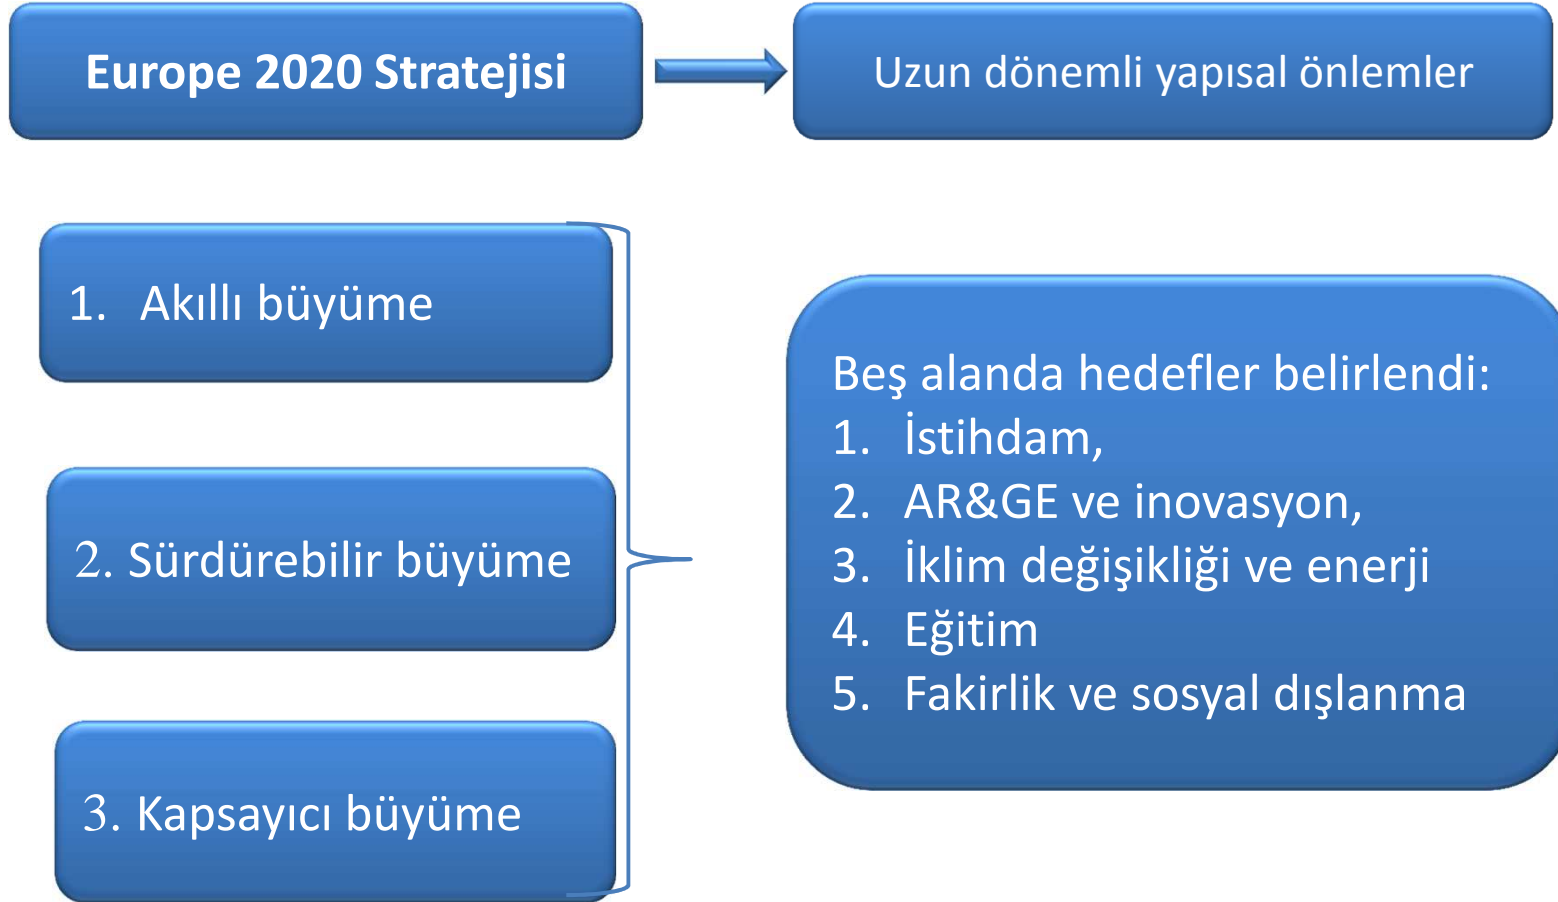 Europe 2020 Stratejisi
Uzun dönemli yapısal önlemler
1. Akıllı büyüme
2. Sürdürebilir büyüme
3. Kapsayıcı büyüme
Beş alanda hedefler belirlendi:
1. İstihdam,
2. AR&GE ve inovasyon,
3. İklim değişikliği ve enerji
4. Eğitim
5. Fakirlik ve sosyal dışlanma